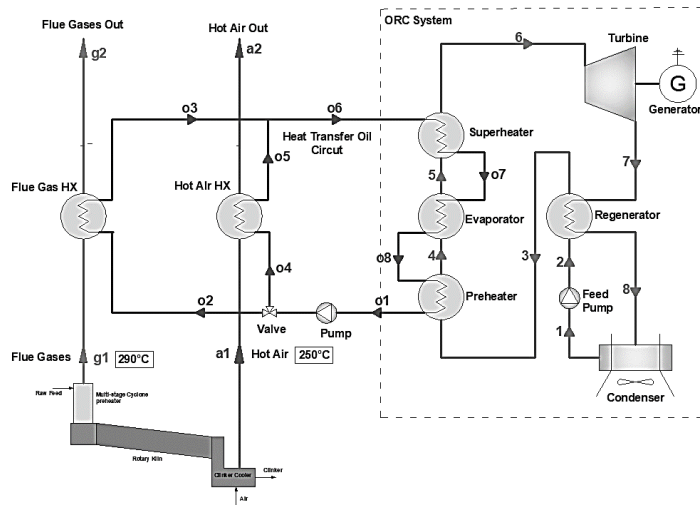 Flue Gases Out
Hot Air Out
ORC System
g2
a2
6
Turbine
G
Generator
o3
o6
Heat Transfer Oil
Circut
Superheater
o5
5
o7
7
Flue Gas HX
Hot Air HX
Evaporator
Regenerator
o4
o8
4
3
2
8
o2
Preheater
Feed
Pump
Valve
Pump
o1
1
Flue Gases
g1
290°C
a1
Hot Air
250°C
Condenser
Raw Feed
Multi-stage Cyclone
preheater
Rotary Kiln
Clinker Cooler
Clinker
Air